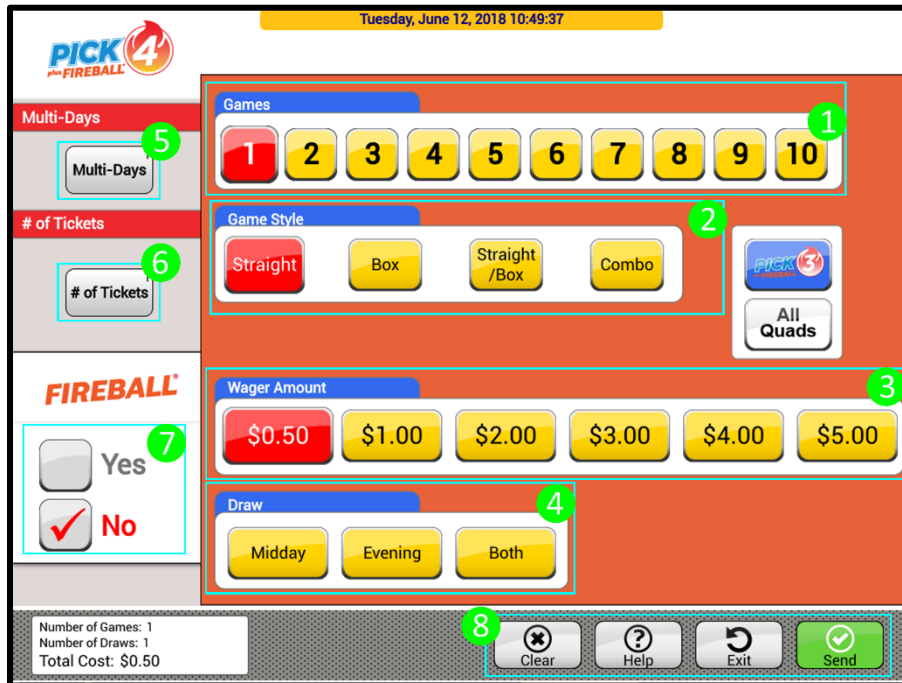 Tuesday, June 12, 2018 10:49:37
PICK 4
plus FIREBALL
Multi-Days
5
Multi-Days
# of Tickets
6
# of Tickets
FIREBALL
7
Yes
No
Games
1
1 2 3 4 5 6 7 8 9 10
Game Style
2
Straight
Box
Straight
/Box
Combo
PICK 3
All
Quads
Wager Amount
3
$0.50 $1.00 $2.00 $3.00 $4.00 $5.00
Draw
4
Midday Evening Both
Number of Games: 1
Number of Draws: 1
Total Cost: $0.50
8
Clear Help Exit Send